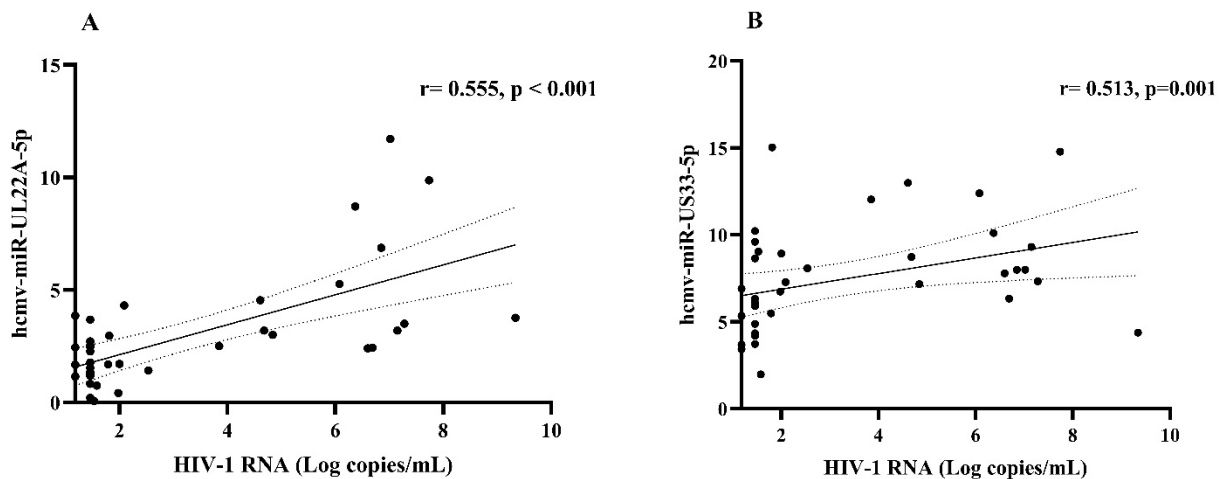 A
15
10
5
0
hcmv-miR-UL22A-5p
r= 0.555, p < 0.001
2
4
6
8
10
HIV-1 RNA (Log copies/mL)
B
20
15
10
5
0
hcmv-miR-US33-5p
r= 0.513, p=0.001
2
4
6
8
10
HIV-1 RNA (Log copies/mL)